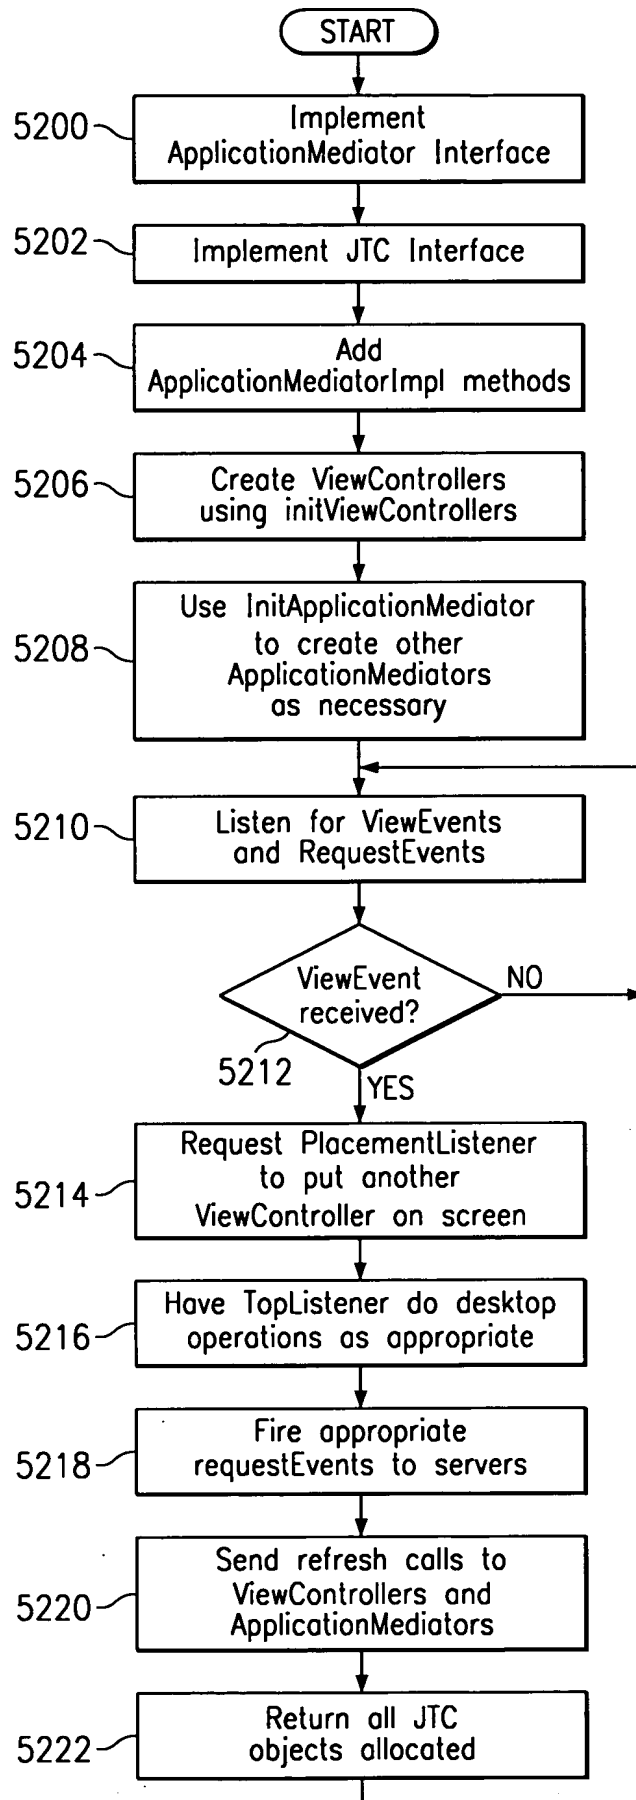 START
5200
Implement
ApplicationMediator Interface
5202
Implement JTC Interface
5204
Add
ApplicationMediatorImpl methods
5206
Create ViewControllers
using initViewControllers
5208
Use InitApplicationMediator
to create other
ApplicationMediators
as necessary
5210
Listen for ViewEvents
and RequestEvents
ViewEvent
received?
NO
5212
YES
5214
Request PlacementListener
to put another
ViewController on screen
5216
Have TopListener do desktop
operations as appropriate
5218
Fire appropriate
requestEvents to servers
5220
Send refresh calls to
ViewControllers and
ApplicationMediators
5222
Return all JTC
objects allocated